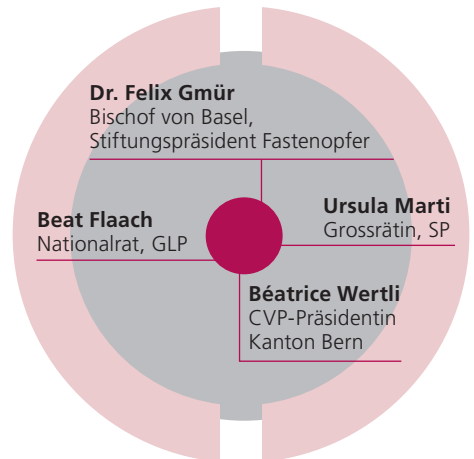 Dr. Felix Gmür
Bischof von Basel,
Stiftungspräsident Fastenopfer
Beat Flaach
Nationalrat, GLP
Ursula Marti
Grossrätin, SP
Béatrice Wertli
CVP-Präsidentin
Kanton Bern